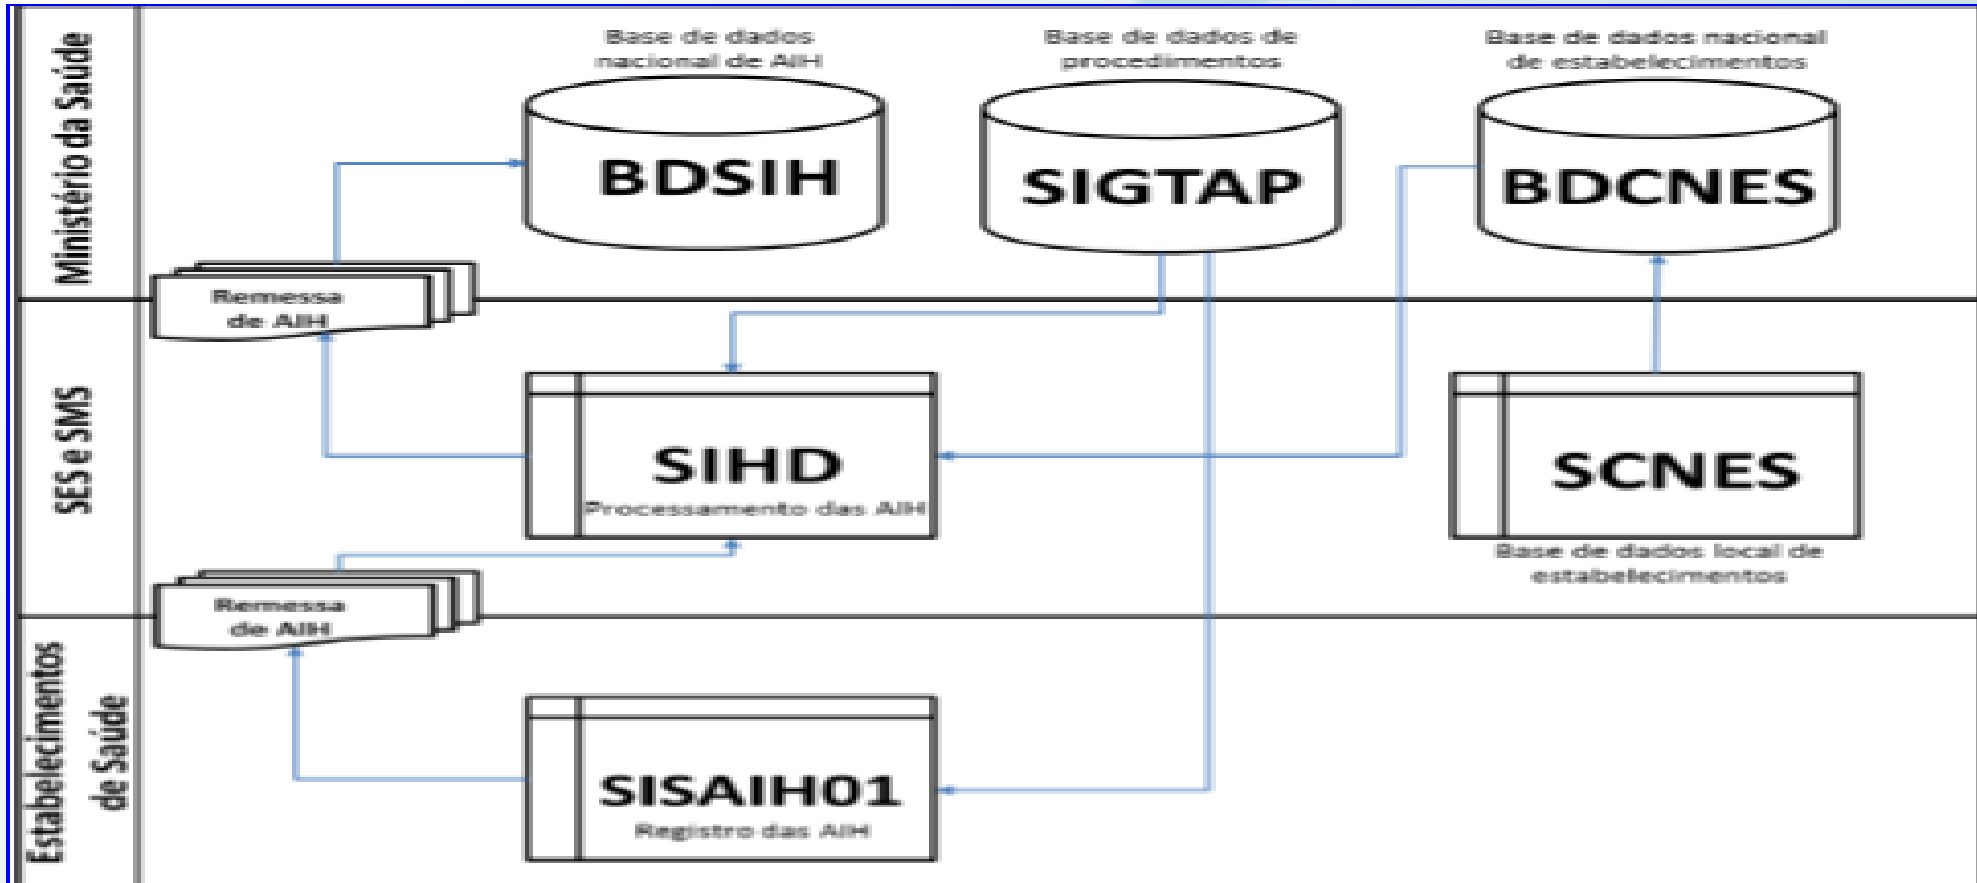 Ministério da Saúde
Base de dados
nacional de AIH
BDSIH
Base de dados de
procedimentos
SIGTAP
Base de dados nacional
de estabelecimentos
BDCNES
Remessa
de AIH
SES e SMS
SIHD
Processamento das AIH
SCNES
Base de dados local de
estabelecimentos
Remessa
de AIH
Estabelecimentos
de Saúde
SISAIH01
Registro das AIH